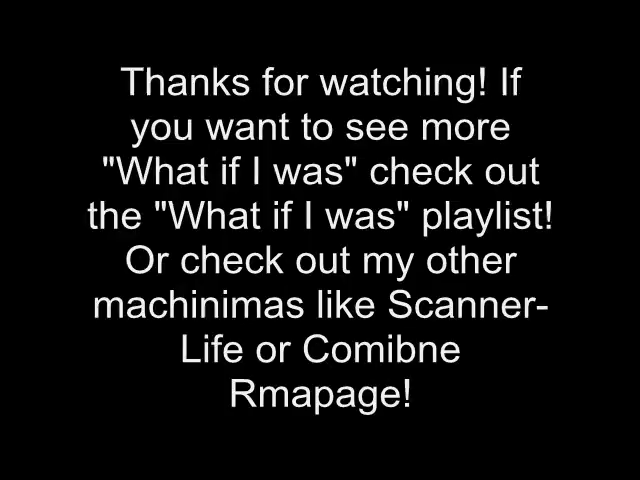 Thanks for watching! If
you want to see more
"What if I was" check out
the "What if I was" playlist!
Or check out my other
machinimas like Scanner-
Life or Comibne
Rmapage!